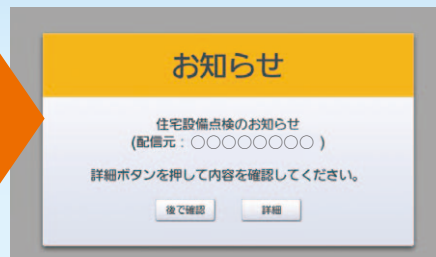 お知らせ
住宅設備点検のお知らせ
(配信元：○○○○○○○○)
詳細ボタンを押して内容を確認してください。
後で確認 詳細